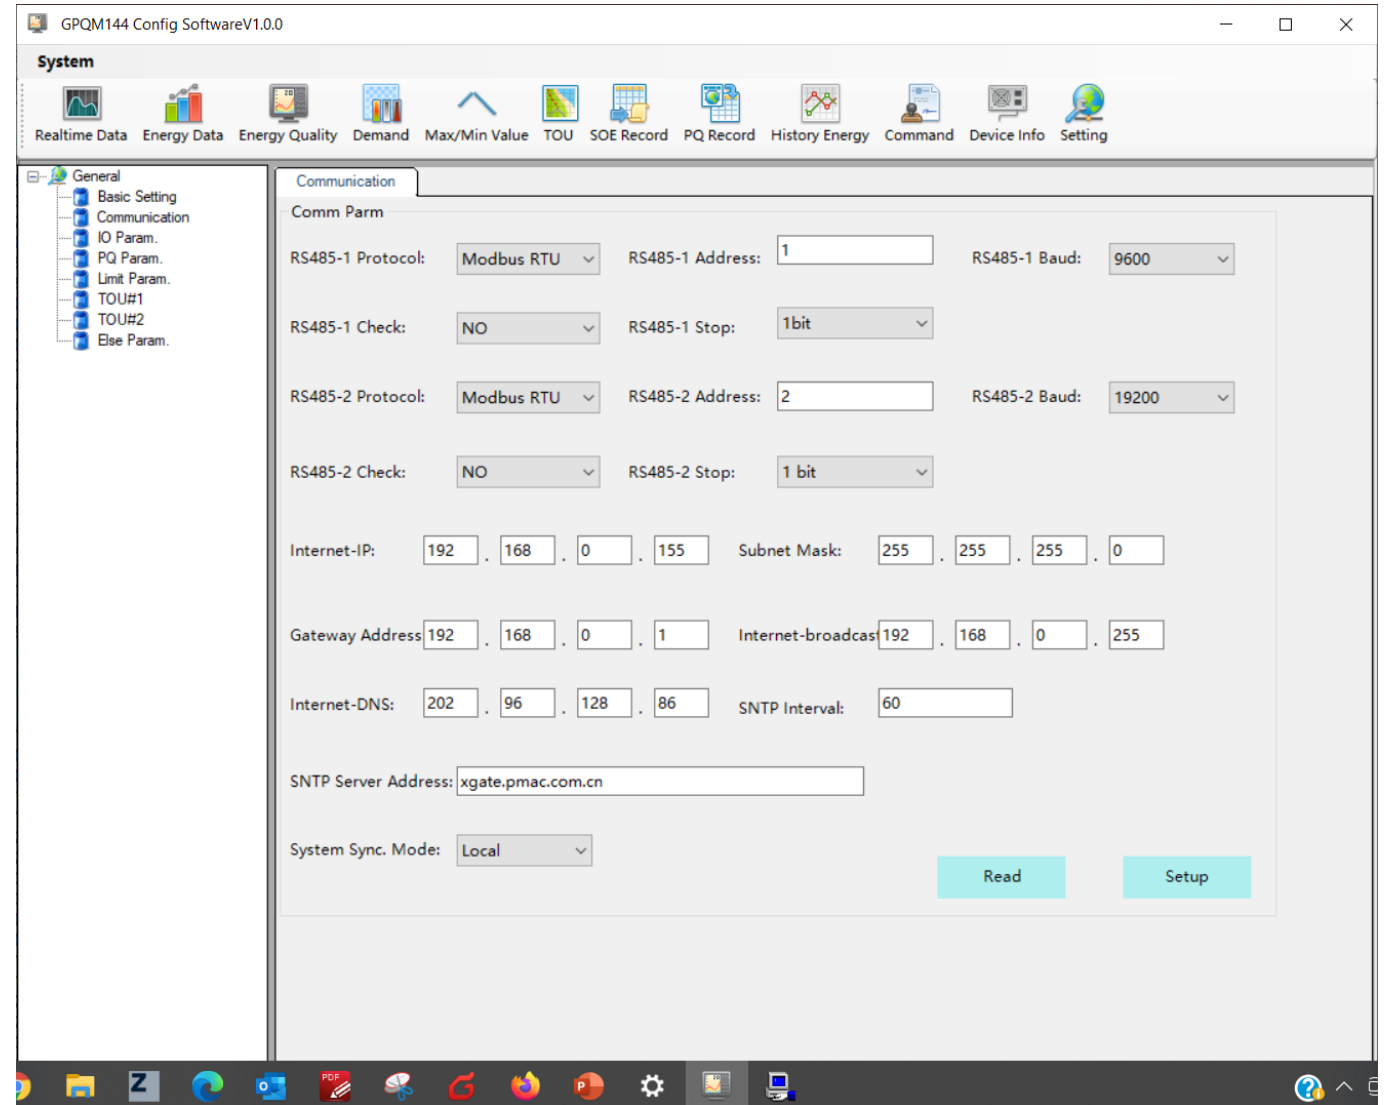 GPQM144 Config SoftwareV1.0.0
System
Realtime Data Energy Data Energy Quality Demand Max/Min Value TOU SOE Record PQ Record History Energy Command Device Info Setting
General
Basic Setting
Communication
IO Param.
PQ Param.
Limit Param.
TOU#1
TOU#2
Else Param.
Communication
Comm Parm
RS485-1 Protocol: Modbus RTU RS485-1 Address: 1 RS485-1 Baud: 9600
RS485-1 Check: NO RS485-1 Stop: 1bit
RS485-2 Protocol: Modbus RTU RS485-2 Address: 2 RS485-2 Baud: 19200
RS485-2 Check: NO RS485-2 Stop: 1 bit
Internet-IP: 192 . 168 . 0 . 155 Subnet Mask: 255 . 255 . 255 . 0
Gateway Address 192 . 168 . 0 . 1 Internet-broadcast 192 . 168 . 0 . 255
Internet-DNS: 202 . 96 . 128 . 86 SNTP Interval: 60
SNTP Server Address: xgate.pmac.com.cn
System Sync. Mode: Local
Read Setup